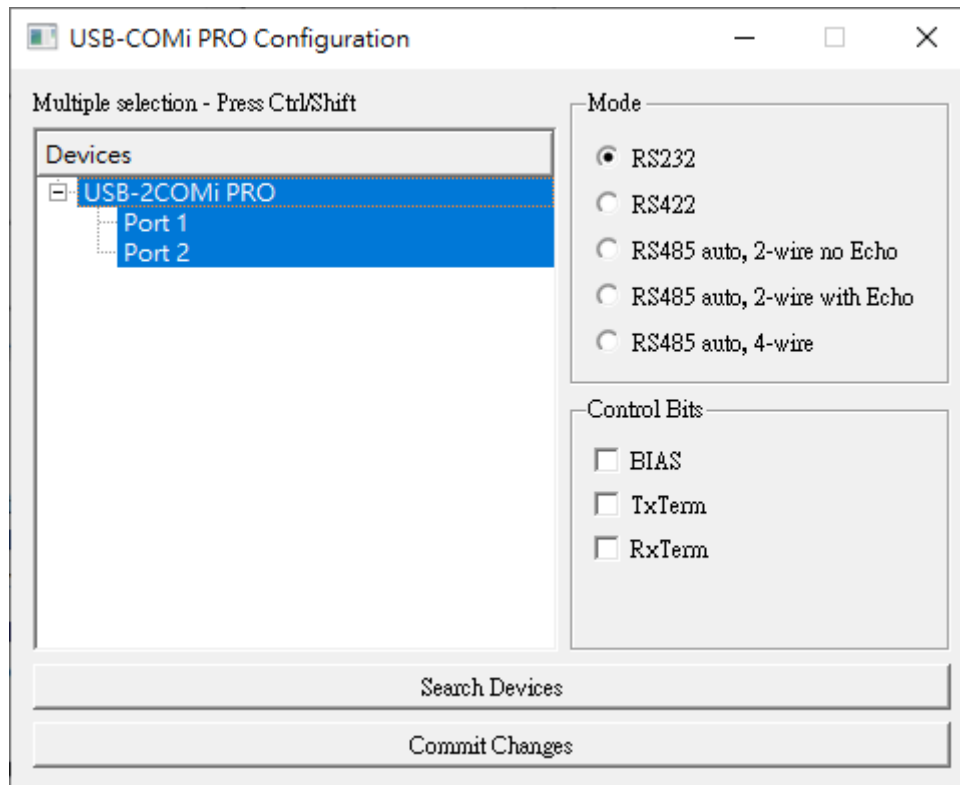 USB-COMi PRO Configuration
Multiple selection - Press Ctrl/Shift
Devices
USB-2COMi PRO
Port 1
Port 2
Mode
RS232
RS422
RS485 auto, 2-wire no Echo
RS485 auto, 2-wire with Echo
RS485 auto, 4-wire
Control Bits
BIAS
TxTerm
RxTerm
Search Devices
Commit Changes